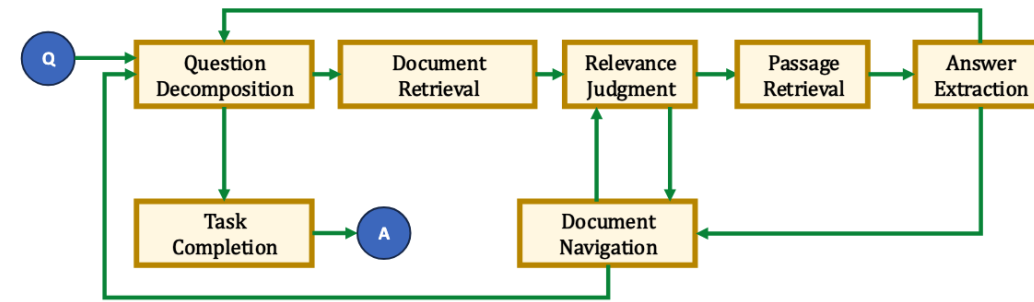 Q
Question
Decomposition
Document
Retrieval
Relevance
Judgment
Passage
Retrieval
Answer
Extraction
Task
Completion
A
Document
Navigation